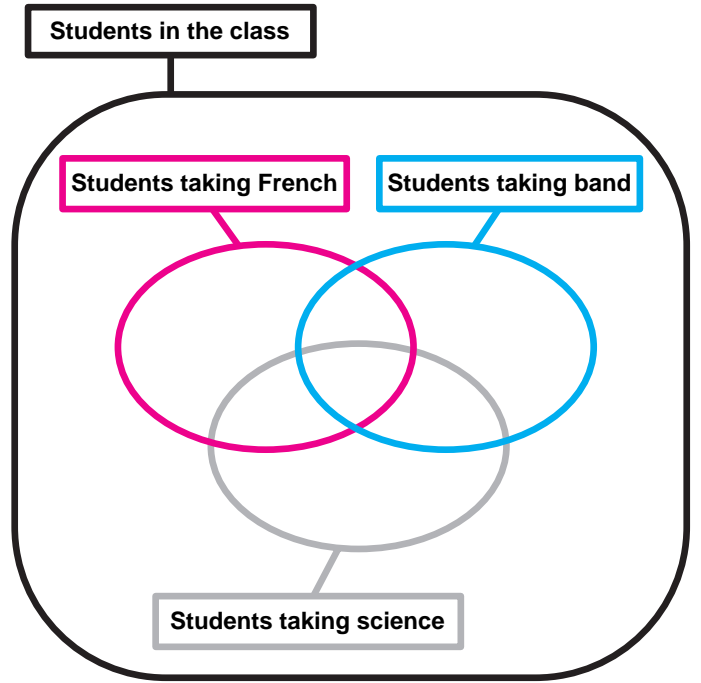 Students in the class
Students taking French
Students taking band
Students taking science